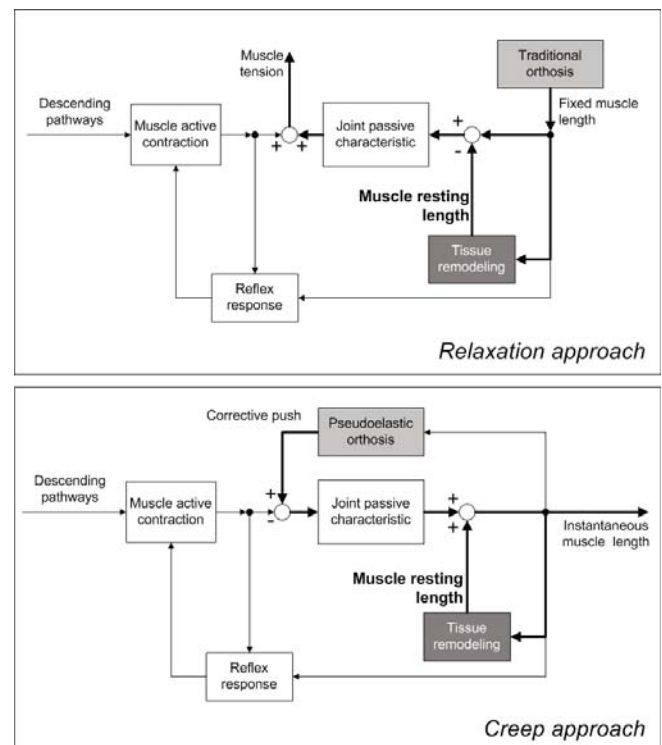 Muscle
tension
Traditional
orthosis
Descending
pathways
Muscle active
contraction
Joint passive
characteristic
Fixed muscle
length
+
+
+
-
Muscle resting
length
Tissue
remodeling
Reflex
response
Relaxation approach
Corrective push
Pseudoelastic
orthosis
Descending
pathways
Muscle active
contraction
+
-
Joint passive
characteristic
+
+
Instantaneous
muscle length
Muscle resting
length
Tissue
remodeling
Reflex
response
Creep approach